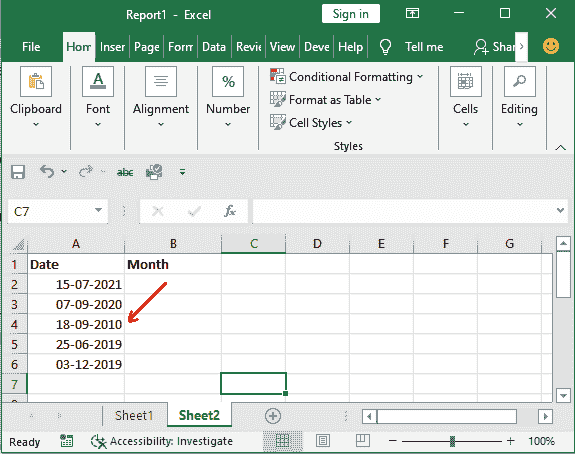 Report1 - Excel
Sign in
File Hom Inser Page Forn Data Revie View Deve Help Tell me Shar
Clipboard
Font
Alignment
%
Number
Conditional Formatting
Format as Table
Cell Styles
Styles
Cells
Editing
abc
C7
fx
A B C D E F G
1 Date Month
2 15-07-2021
3 07-09-2020
4 18-09-2010
5 25-06-2019
6 03-12-2019
7
Sheet1 Sheet2
Ready Accessibility: Investigate 100%